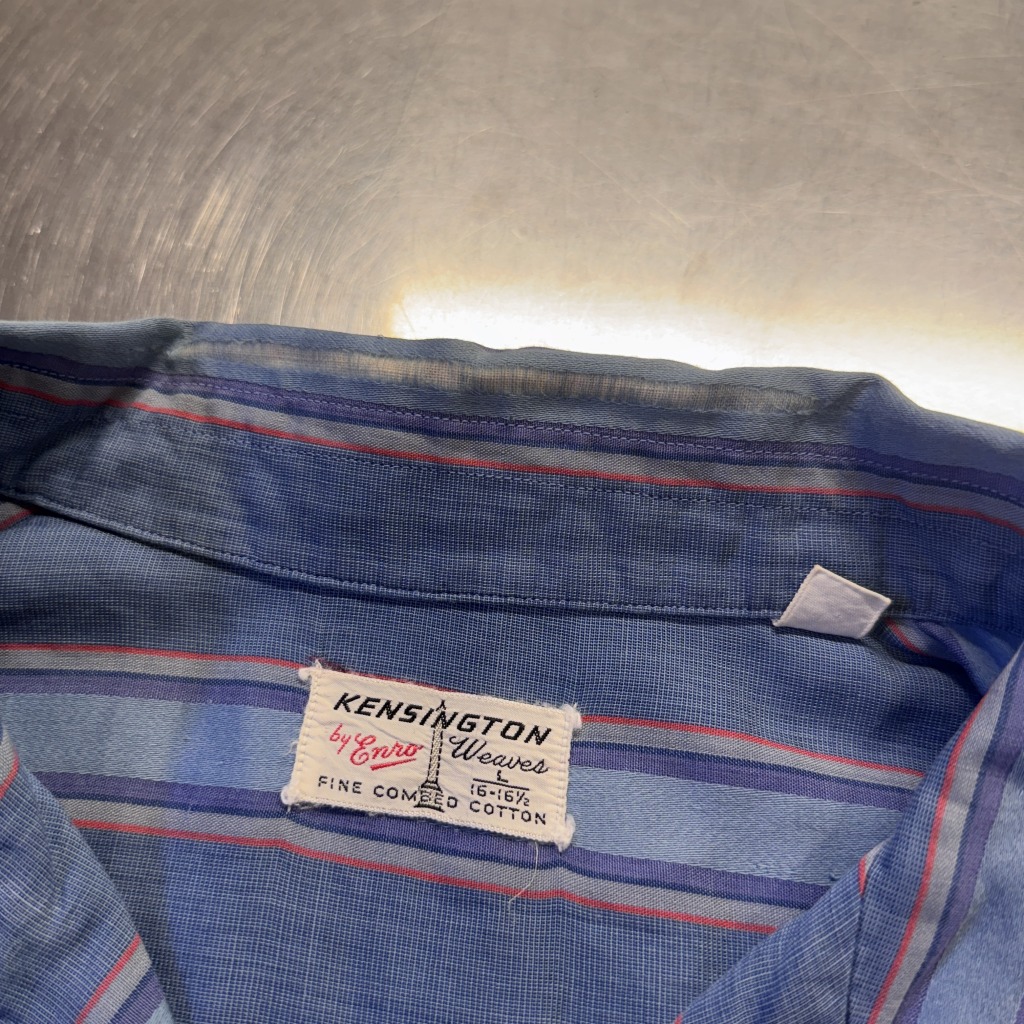 KENSINGTON
by Enro Weaves
L
16-16½
FINE COMBED COTTON